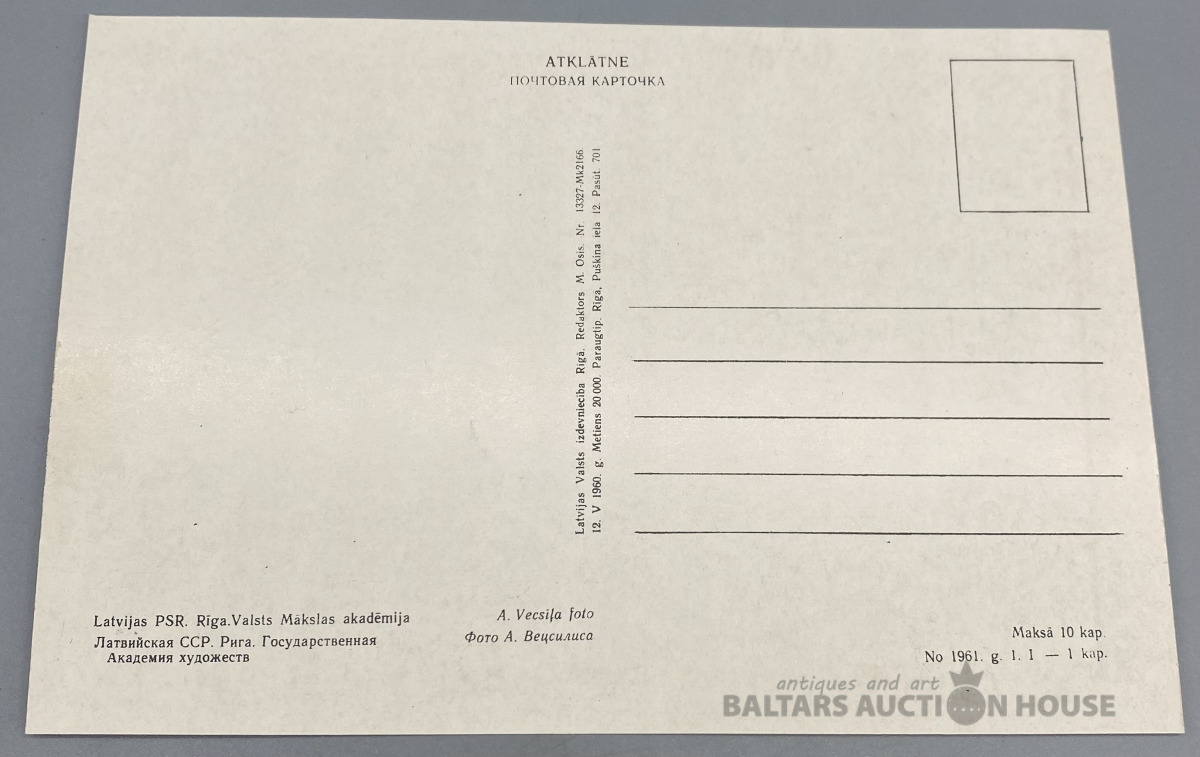 ATKLĀTNE
ПОЧТОВАЯ КАРТОЧКА
Latvijas Valsts izdevniecība Rīgā. Redaktors M. Osis. Nr. 13327-Mk2166
12. V 1960. g. Metiens 20 000. Paraugtip. Rīgā, Puškina ielā 12. Pasūt. 701
Latvijas PSR. Rīga.Valsts Mākslas akadēmija
Латвийская ССР. Рига. Государственная
Академия художеств
A. Vecsiļa foto
Фото А. Вецсилиса
Maksā 10 kap.
No 1961. g. 1. I — 1 kap.
antiques and art
BALTARS AUCTION HOUSE